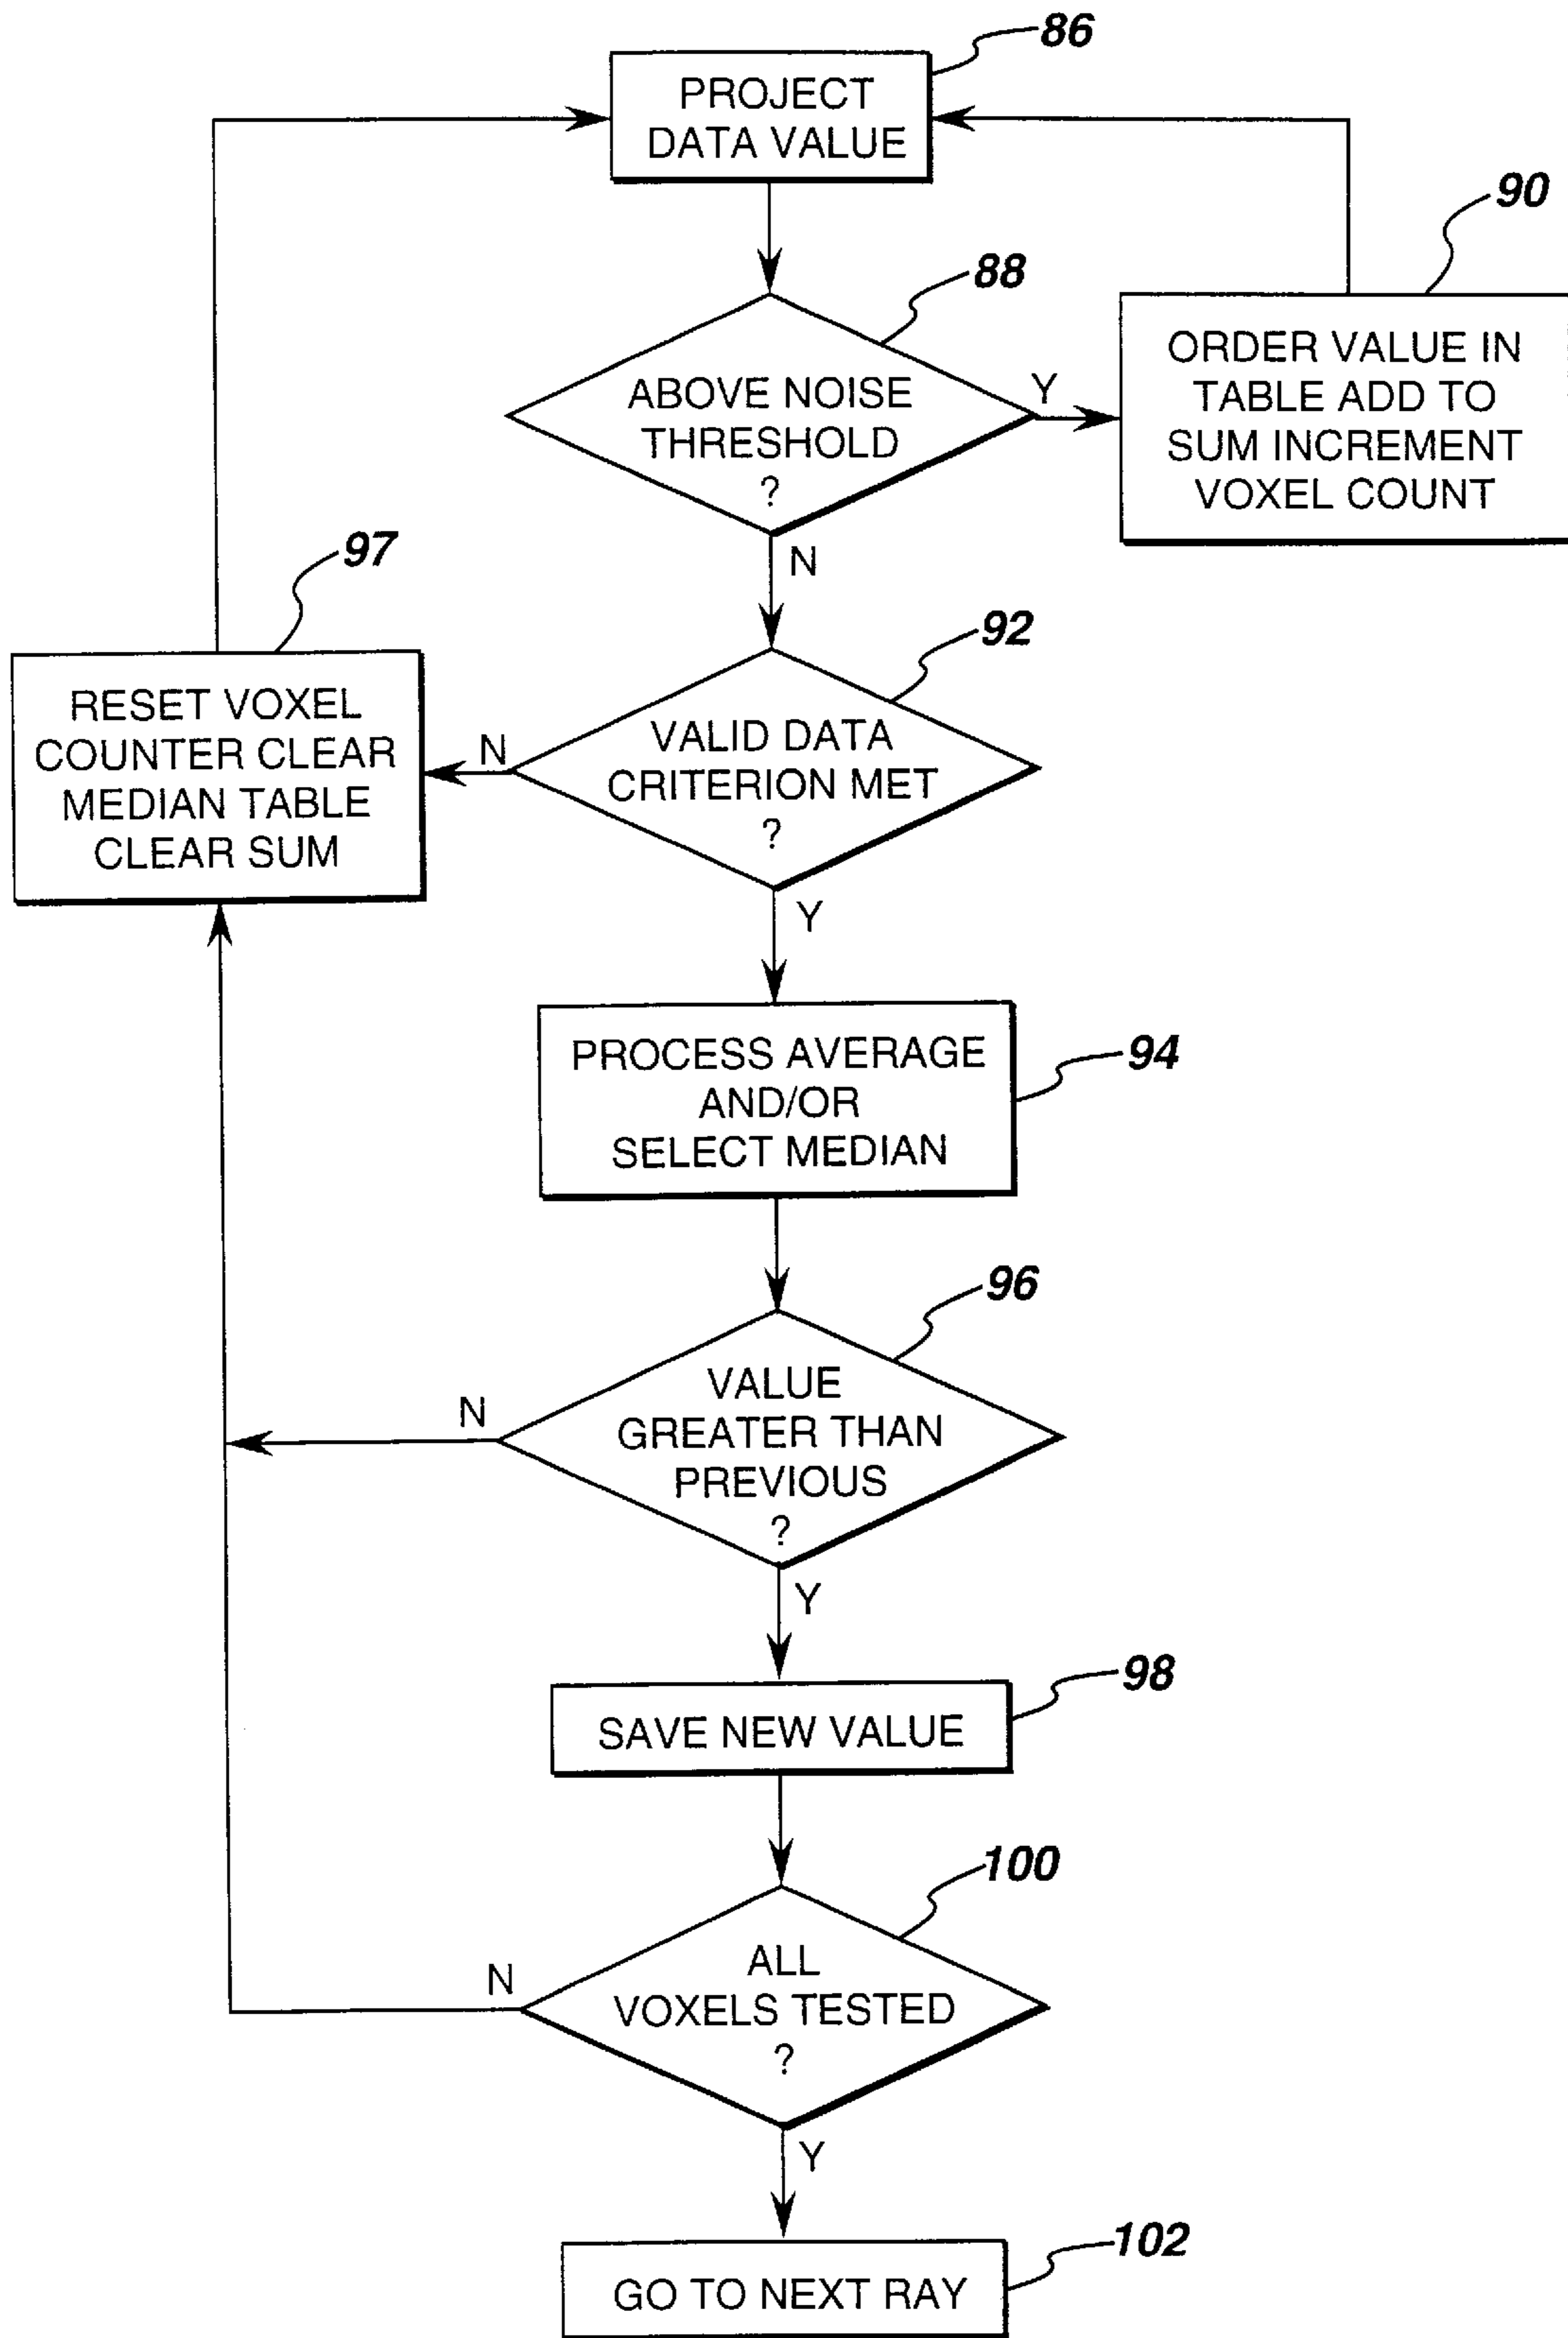 86
PROJECT
DATA VALUE
90
88
ORDER VALUE IN
TABLE ADD TO
SUM INCREMENT
VOXEL COUNT
ABOVE NOISE
THRESHOLD
?
Y
N
97
92
RESET VOXEL
COUNTER CLEAR
MEDIAN TABLE
CLEAR SUM
N
VALID DATA
CRITERION MET
?
Y
PROCESS AVERAGE
AND/OR
SELECT MEDIAN
94
96
VALUE
GREATER THAN
PREVIOUS
?
N
Y
98
SAVE NEW VALUE
100
ALL
VOXELS TESTED
?
N
Y
102
GO TO NEXT RAY